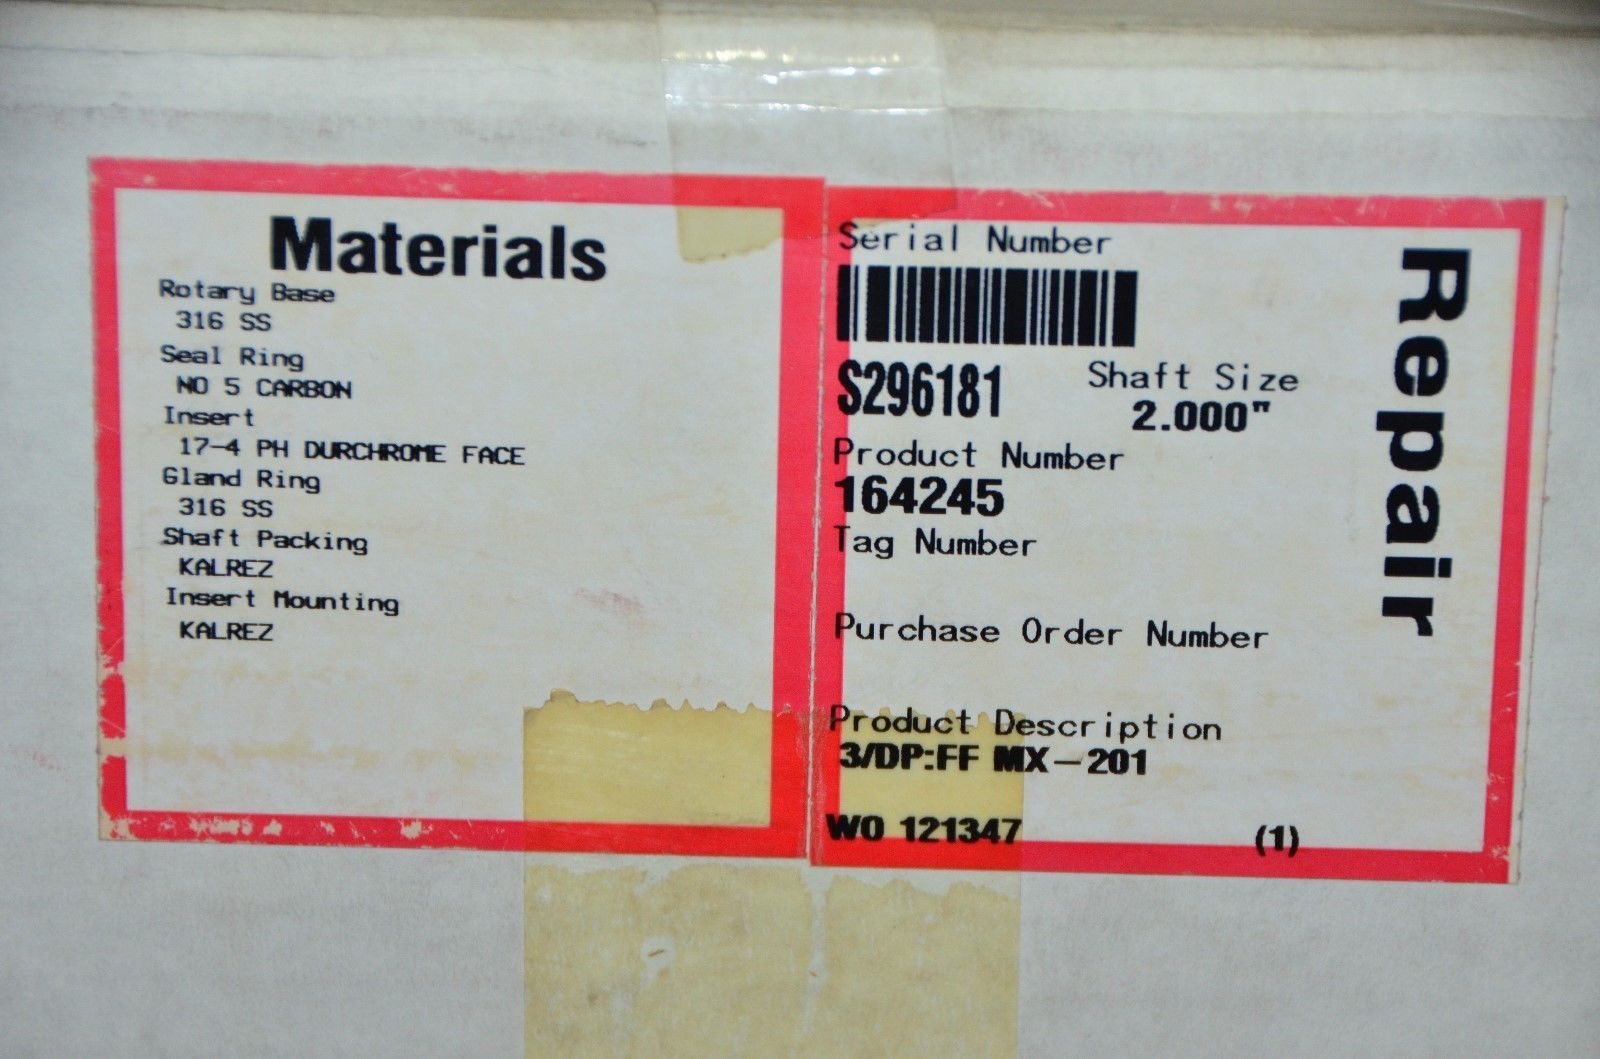 Materials
Rotary Base
316 SS
Seal Ring
NO 5 CARBON
Insert
17-4 PH DURCHROME FACE
Gland Ring
316 SS
Shaft Packing
KALREZ
Insert Mounting
KALREZ
Serial Number
S296181
Shaft Size
2.000"
Product Number
164245
Tag Number
Purchase Order Number
Product Description
3/DP:FF MX-201
WO 121347 (1)
Repair